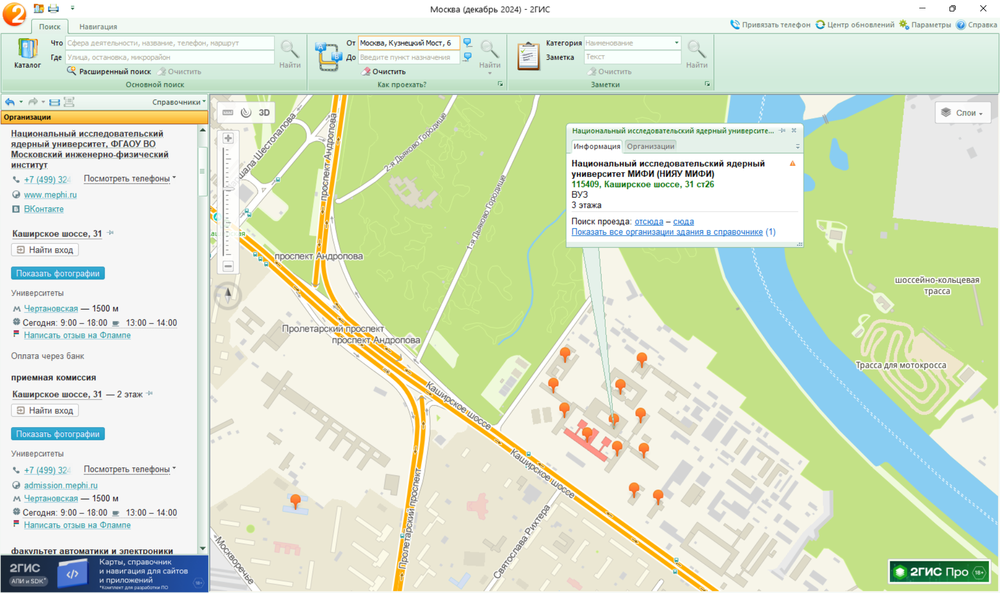 Москва (декабрь 2024) - 2ГИС
Поиск
Навигация
Привязать телефон
Центр обновлений
Параметры
Справка
Каталог
Что
Сфера деятельности, название, телефон, маршрут
Где
Улица, остановка, микрорайон
Расширенный поиск
Очистить
Найти
Основной поиск
От
Москва, Кузнецкий Мост, 6
До
Введите пункт назначения
Очистить
Найти
Как проехать?
Категория
Наименование
Заметка
Текст
Очистить
Найти
Заметки
Справочники
Организации
Национальный исследовательский
ядерный университет, ФГАОУ ВО
Московский инженерно-физический
институт
+7 (499) 324
Посмотреть телефоны
www.mephi.ru
ВКонтакте
Каширское шоссе, 31
Найти вход
Показать фотографии
Университеты
Чертановская — 1500 м
Сегодня: 9:00 – 18:00 13:00 – 14:00
Написать отзыв на Флампе
Оплата через банк
приемная комиссия
Каширское шоссе, 31 — 2 этаж
Найти вход
Показать фотографии
Университеты
+7 (499) 324
Посмотреть телефоны
admission.mephi.ru
Чертановская — 1500 м
Сегодня: 9:00 – 18:00 13:00 – 14:00
Написать отзыв на Флампе
факультет автоматики и электроники
2ГИС
АПИ и SDK*
Карты, справочник
и навигация для сайтов
и приложений
*Комплект для разработки ПО
18+
3D
Слои
Национальный исследовательский ядерный университе...
Информация
Организации
Национальный исследовательский ядерный
университет МИФИ (НИЯУ МИФИ)
115409, Каширское шоссе, 31 ст26
ВУЗ
3 этажа
Поиск проезда: отсюда – сюда
Показать все организации здания в справочнике (1)
проспект Андропова
2-я Дьяково Городище
1-я Дьяково Городище
маршала Шестопалова
проспект Андропова
Пролетарский проспект
проспект Андропова
Каширское шоссе
Каширское шоссе
Пролетарский проспект
Святослава Рихтера
Москворечье
шоссейно-кольцевая
трасса
Трасса для мотокросса
2ГИС Про
18+
A
B